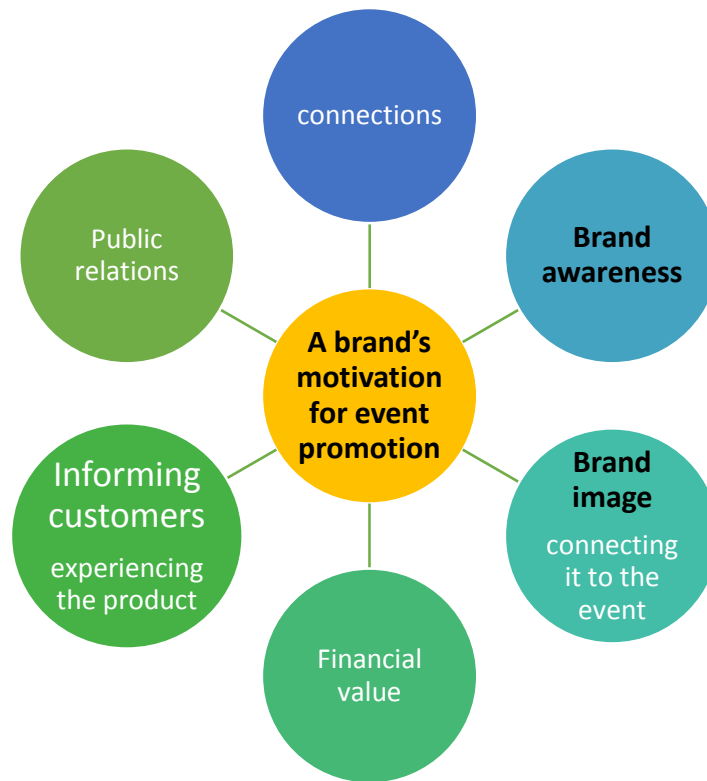 connections
Public
relations
Brand
awareness
A brand’s
motivation
for event
promotion
Informing
customers
experiencing
the product
Brand
image
connecting
it to the
event
Financial
value